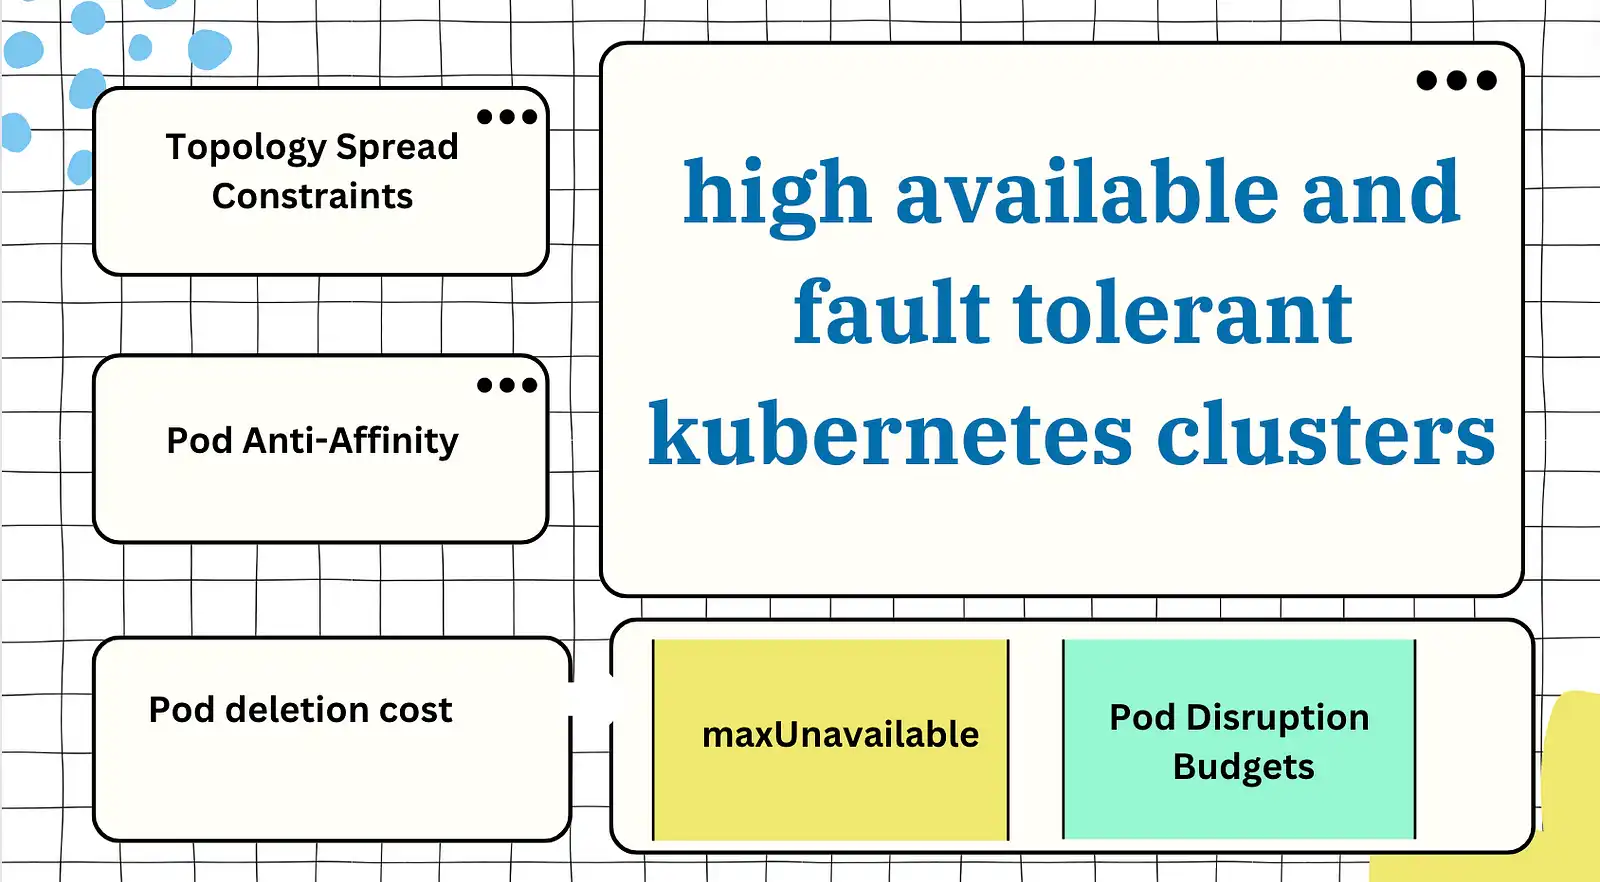 Topology Spread
Constraints
high available and
fault tolerant
kubernetes clusters
Pod Anti-Affinity
Pod deletion cost
maxUnavailable
Pod Disruption
Budgets